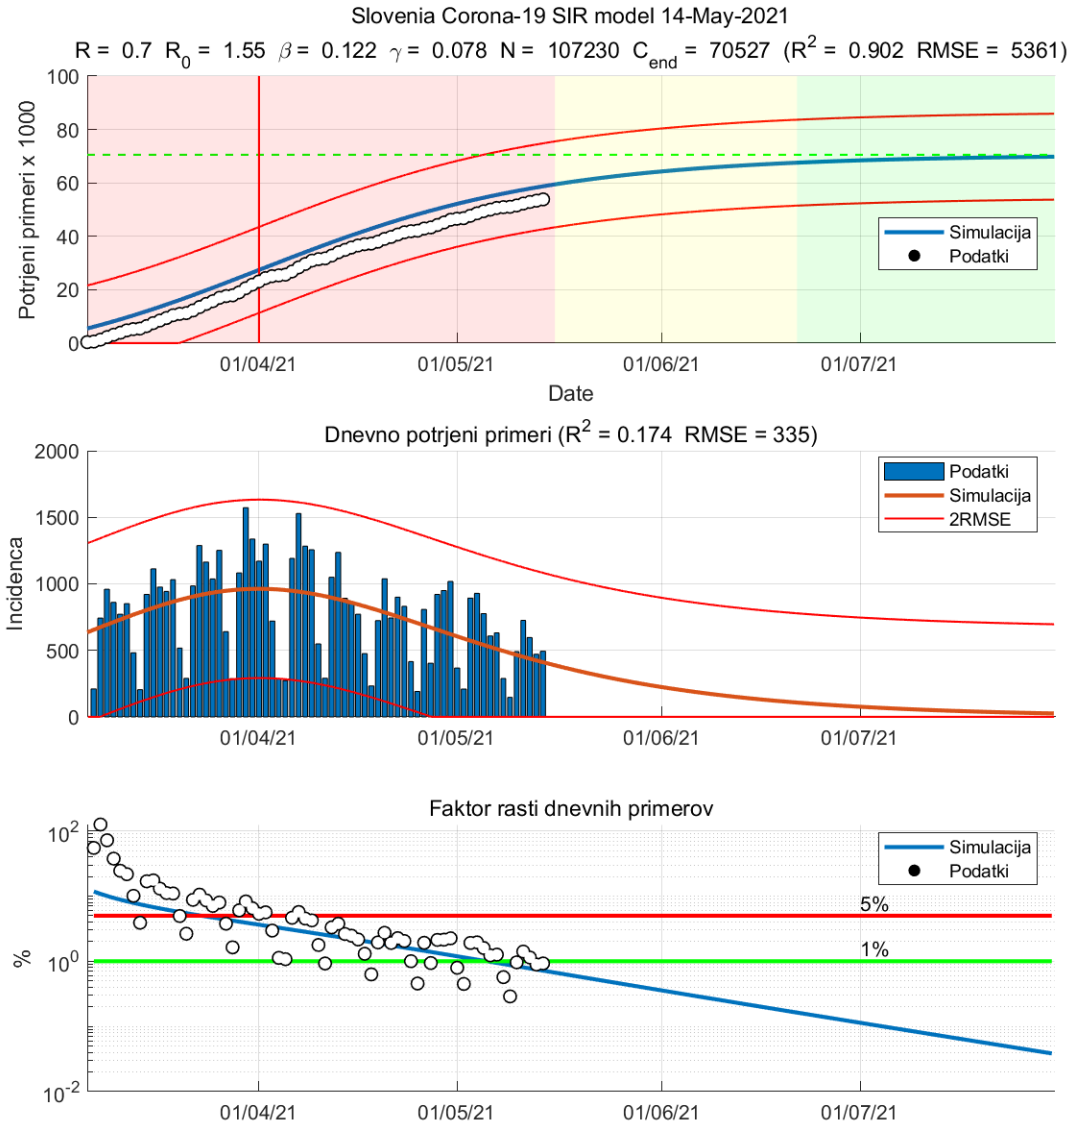 Slovenia Corona-19 SIR model 14-May-2021
R = 0.7 R0 = 1.55 β = 0.122 γ = 0.078 N = 107230 Cend = 70527 (R2 = 0.902 RMSE = 5361)
Potrjeni primeri x 1000
100
80
60
40
20
0
Simulacija
Podatki
01/04/21 01/05/21 01/06/21 01/07/21
Date
Dnevno potrjeni primeri (R2 = 0.174 RMSE = 335)
Incidenca
2000
1500
1000
500
0
Podatki
Simulacija
2RMSE
01/04/21 01/05/21 01/06/21 01/07/21
Faktor rasti dnevnih primerov
%
10^2
10^0
10^-2
Simulacija
Podatki
5%
1%
01/04/21 01/05/21 01/06/21 01/07/21